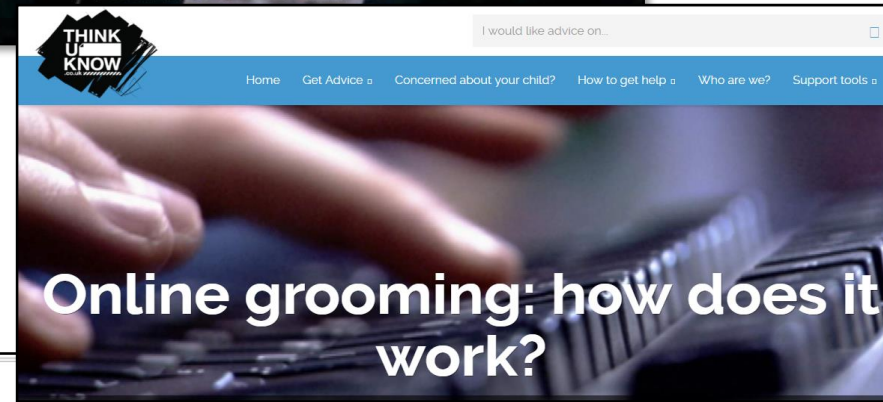 THINK
U
KNOW
.co.uk
I would like advice on...
Home Get Advice Concerned about your child? How to get help Who are we? Support tools
Online grooming: how does it
work?